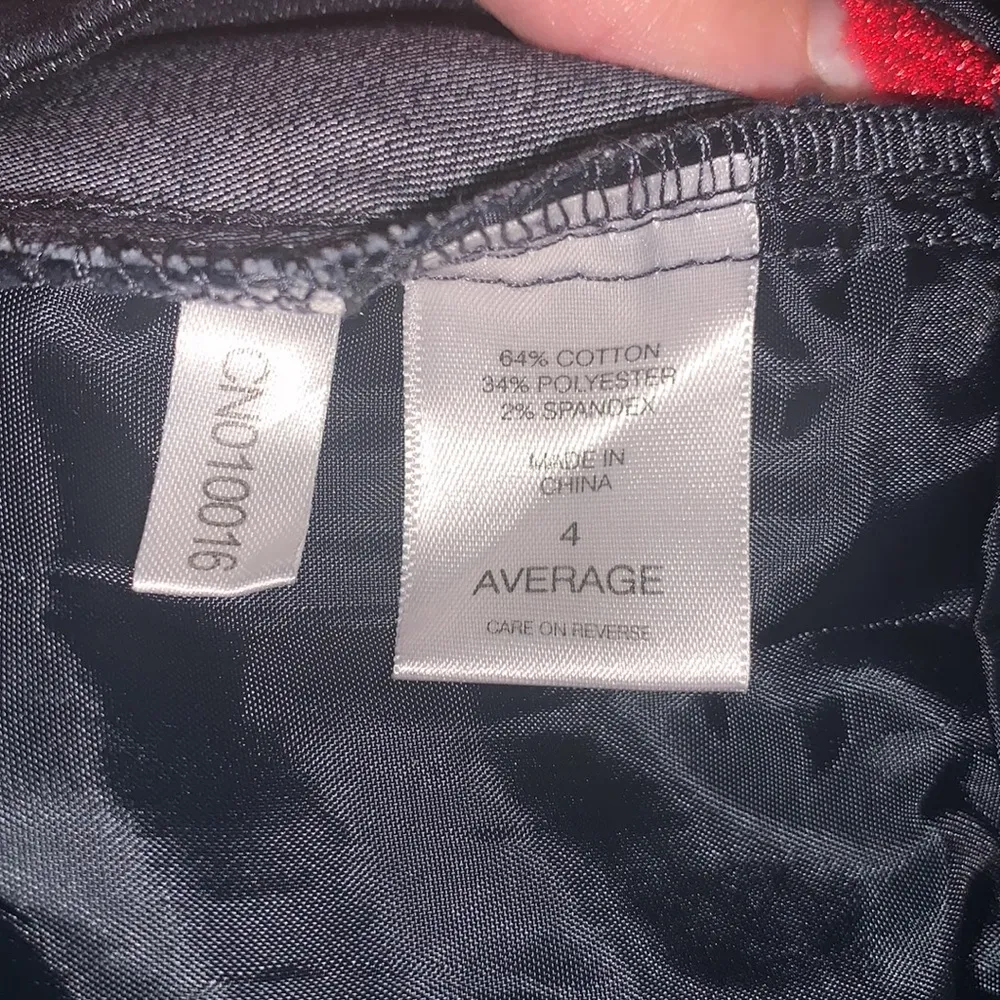 CNO10016
64% COTTON
34% POLYESTER
2% SPANDEX
MADE IN
CHINA
4
AVERAGE
CARE ON REVERSE